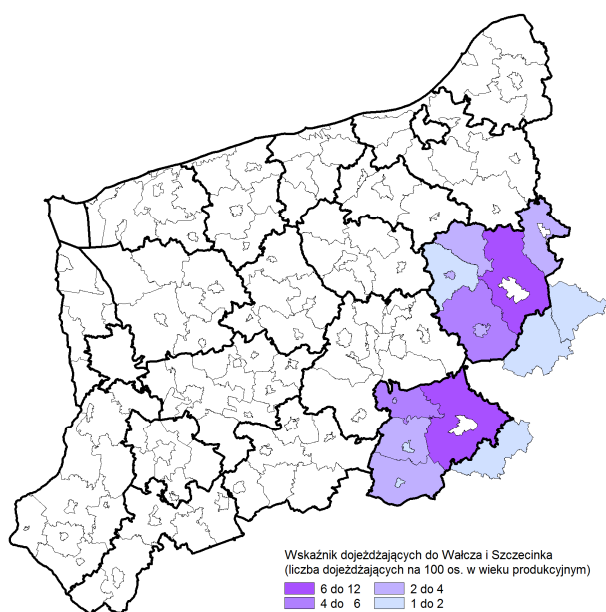 Wskaźnik dojeżdżających do Wałcza i Szczecinka
(liczba dojeżdżających na 100 os. w wieku produkcyjnym)
6 do 12 2 do 4
4 do 6 1 do 2